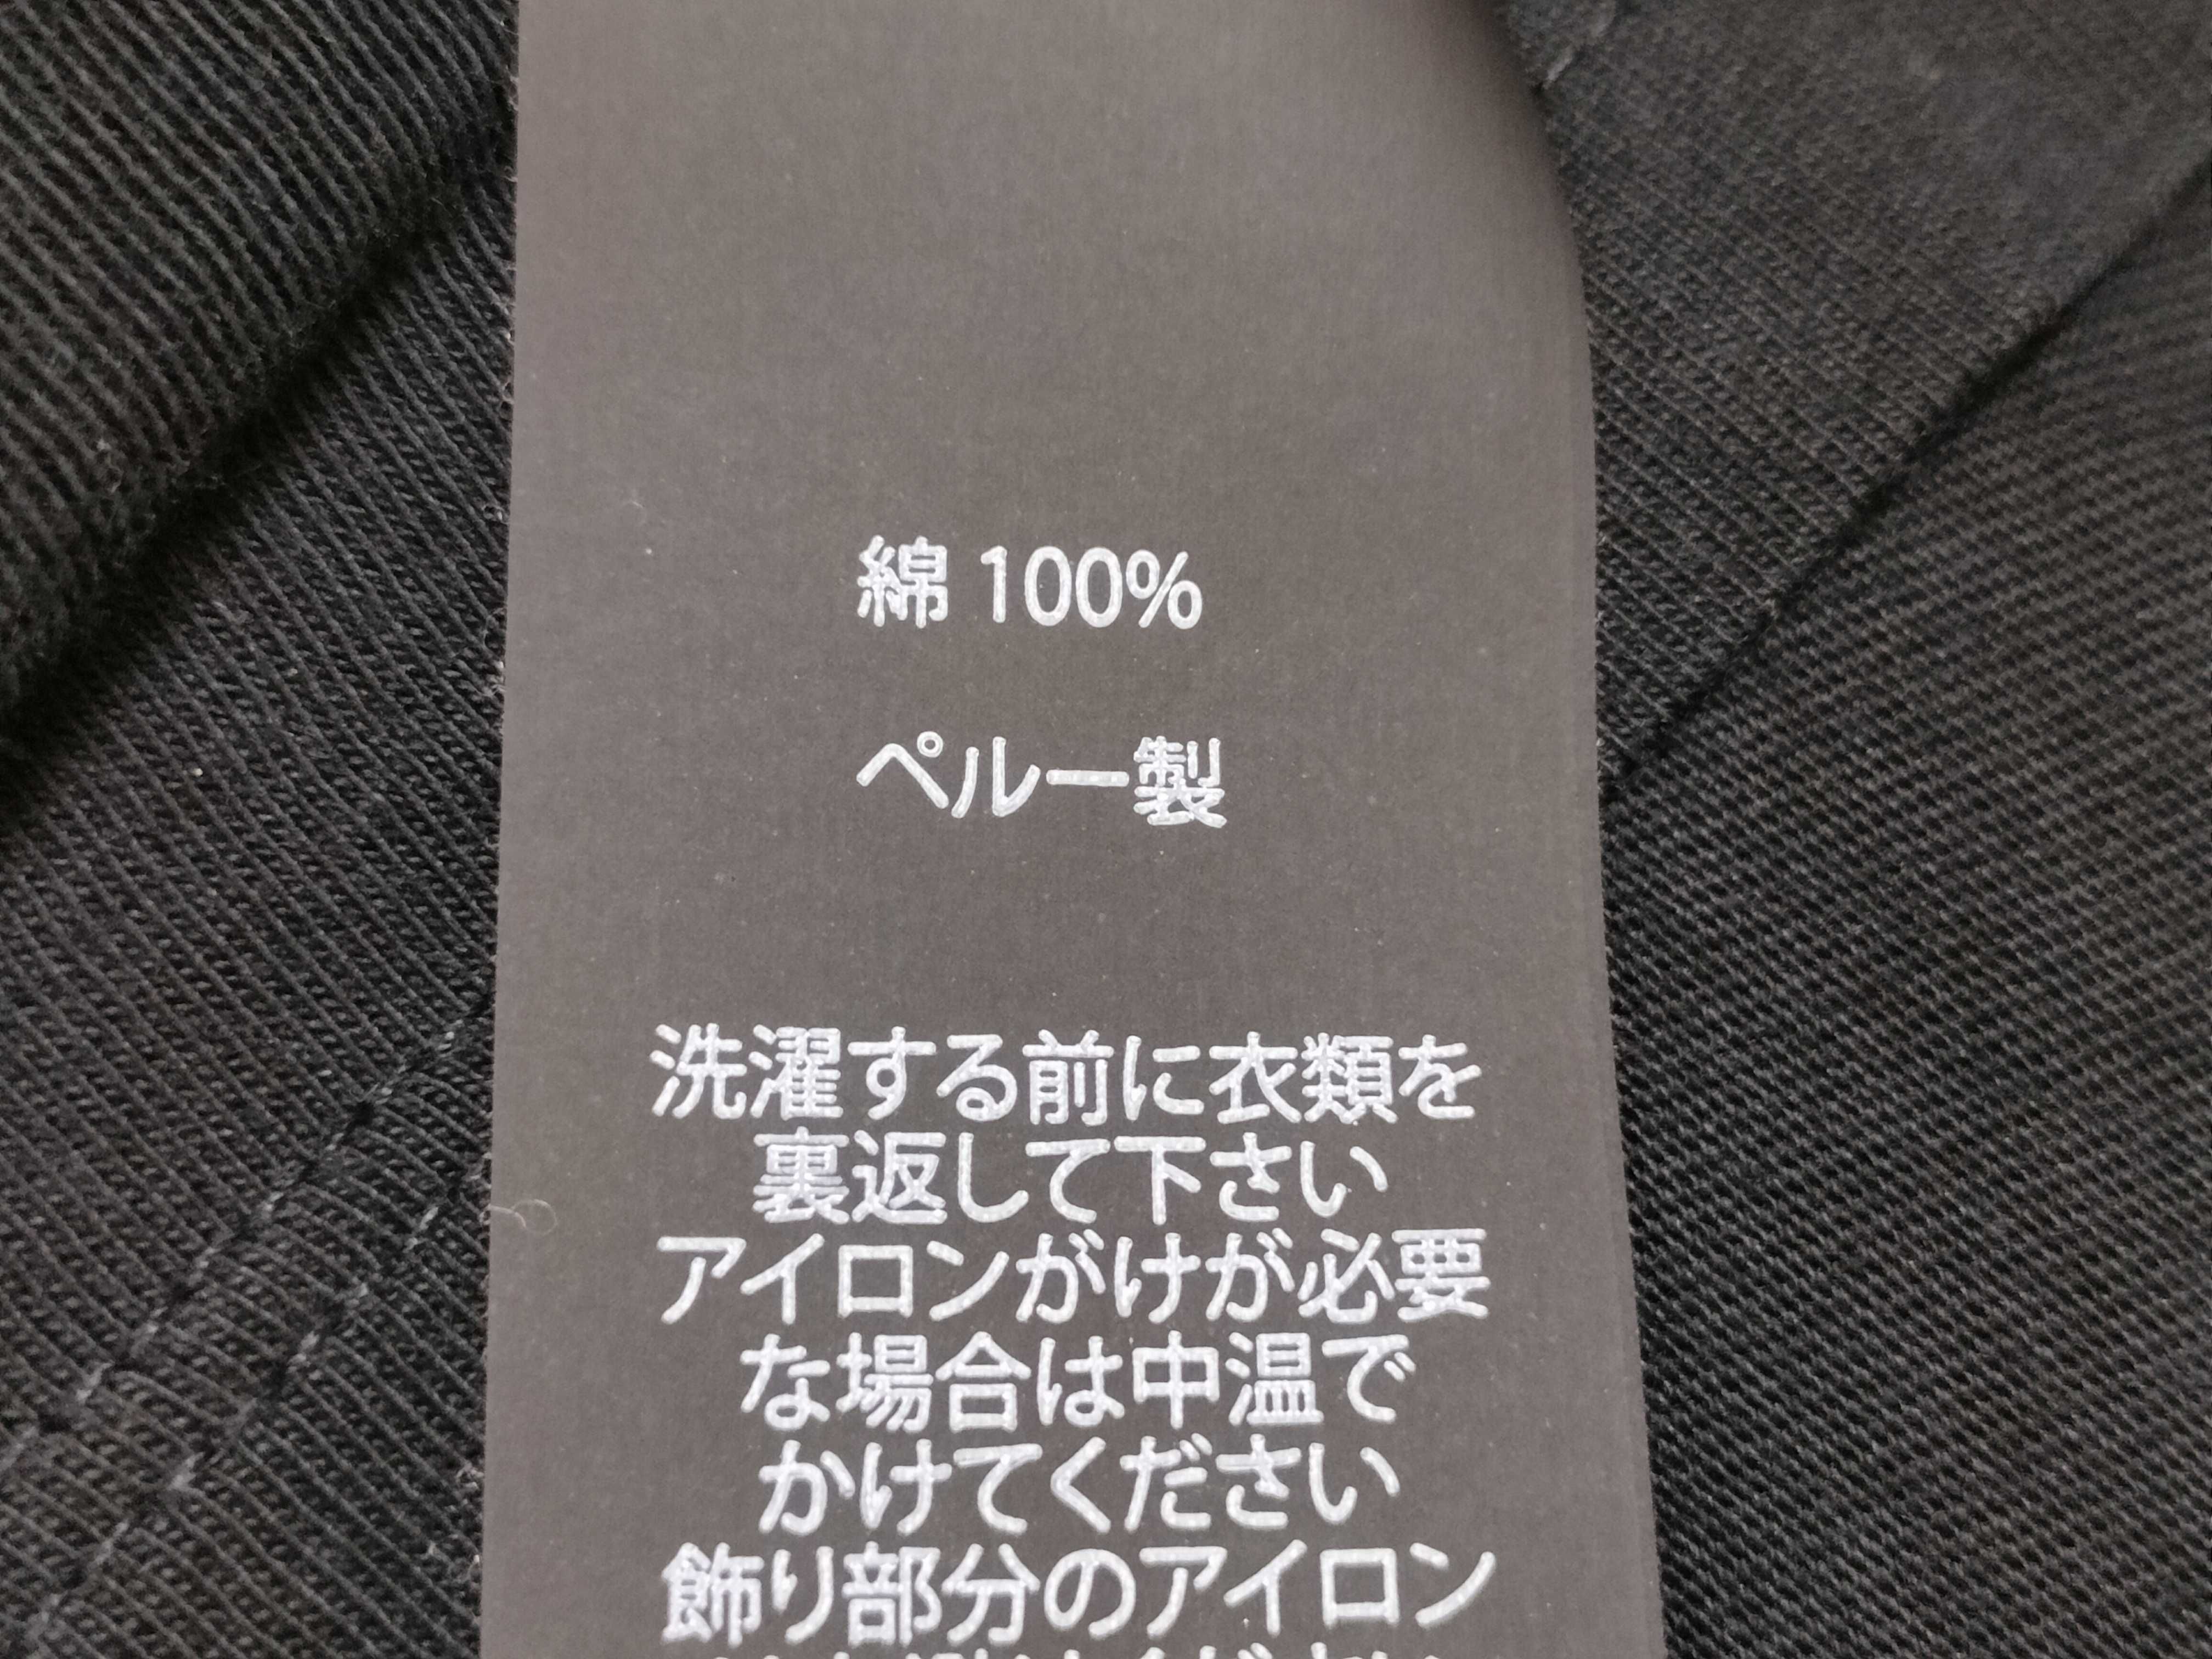 綿 100%
ペルー製
洗濯する前に衣類を
裏返して下さい
アイロンがけが必要
な場合は中温で
かけてください
飾り部分のアイロン